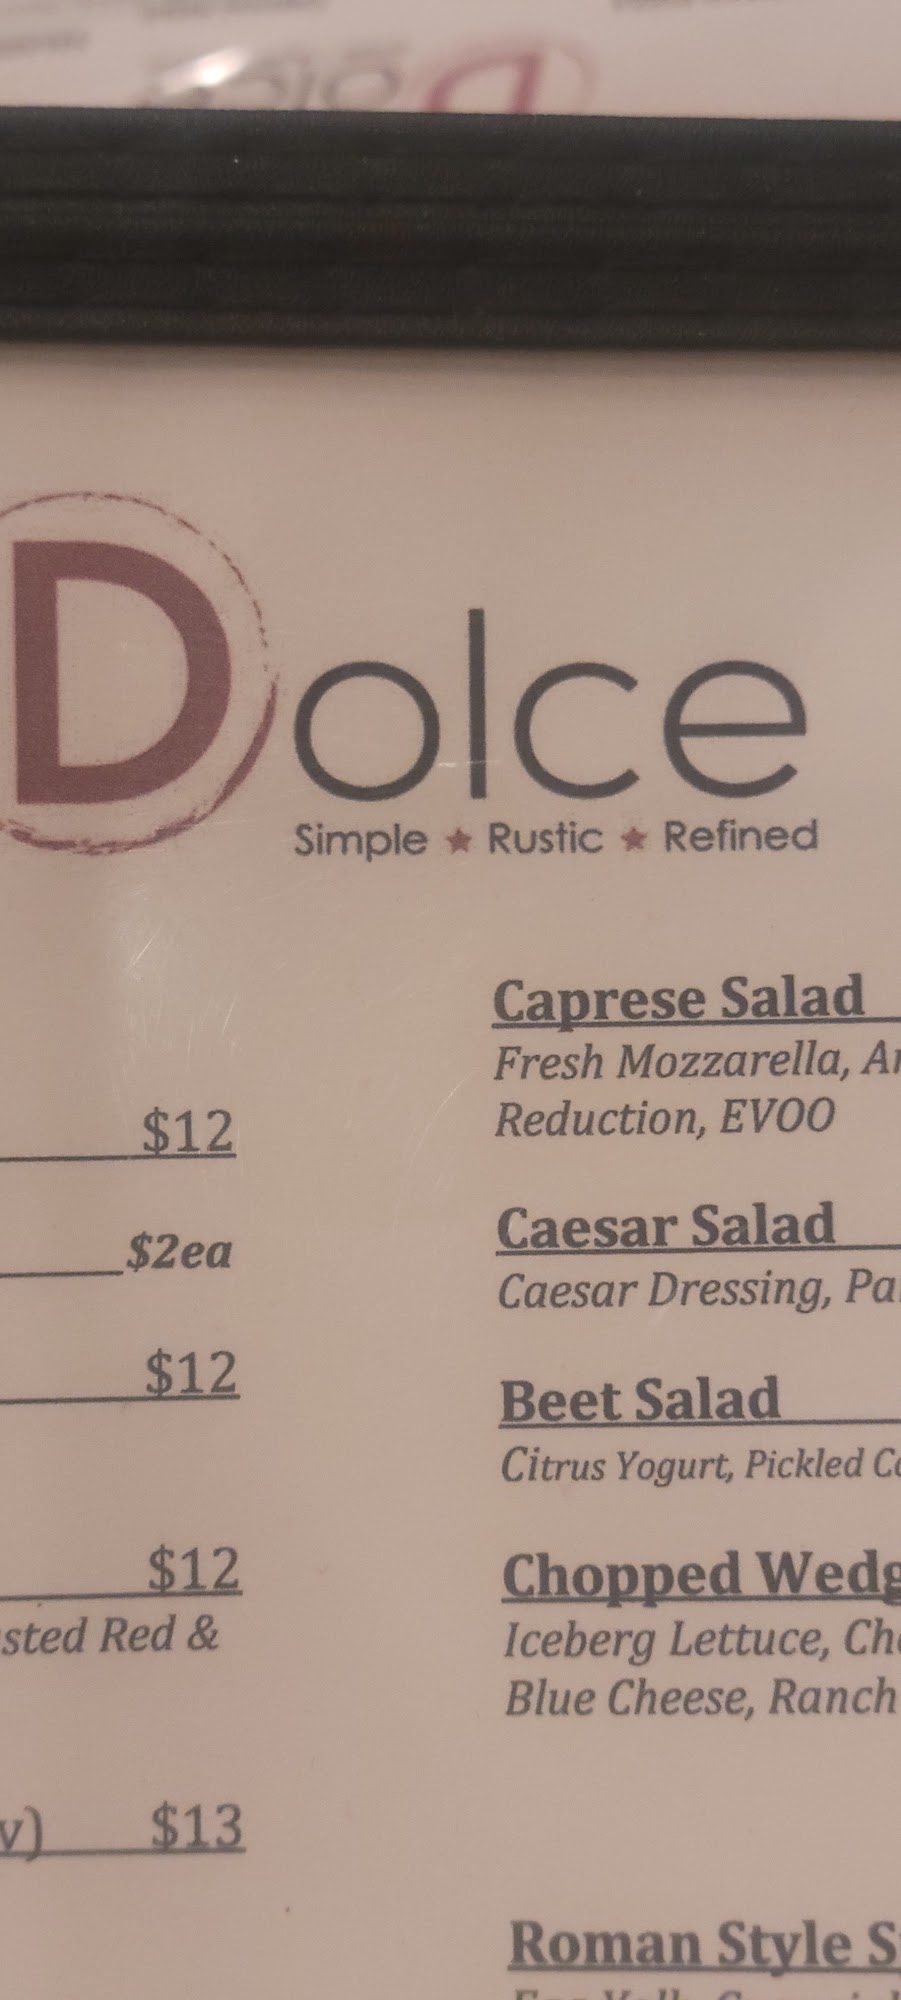 Dolce
Simple ★ Rustic ★ Refined
$12
$2ea
$12
$12
sted Red &
v) $13
Caprese Salad
Fresh Mozzarella,
Reduction, EVOO
Caesar Salad
Caesar Dressing,
Beet Salad
Citrus Yogurt, Pickled
Chopped Wedg
Iceberg Lettuce,
Blue Cheese, Ranch
Roman Style